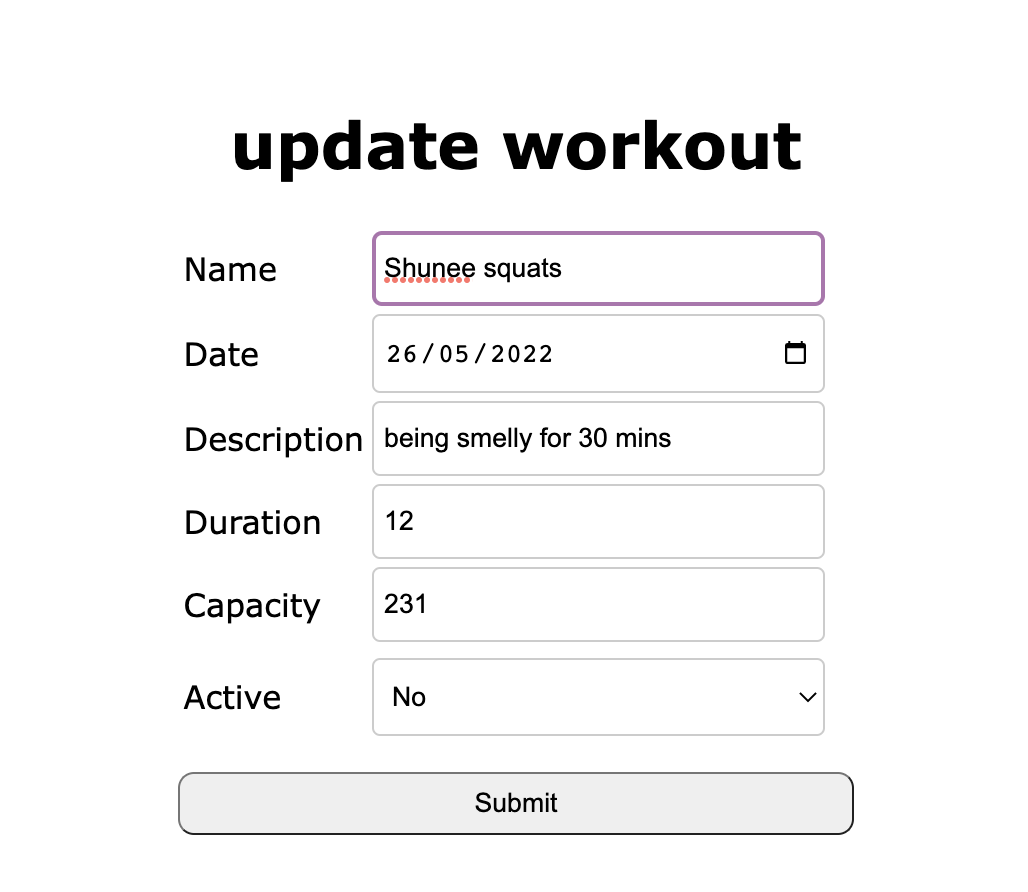 update workout
Name Shunee squats
Date 26/05/2022
Description being smelly for 30 mins
Duration 12
Capacity 231
Active No
Submit